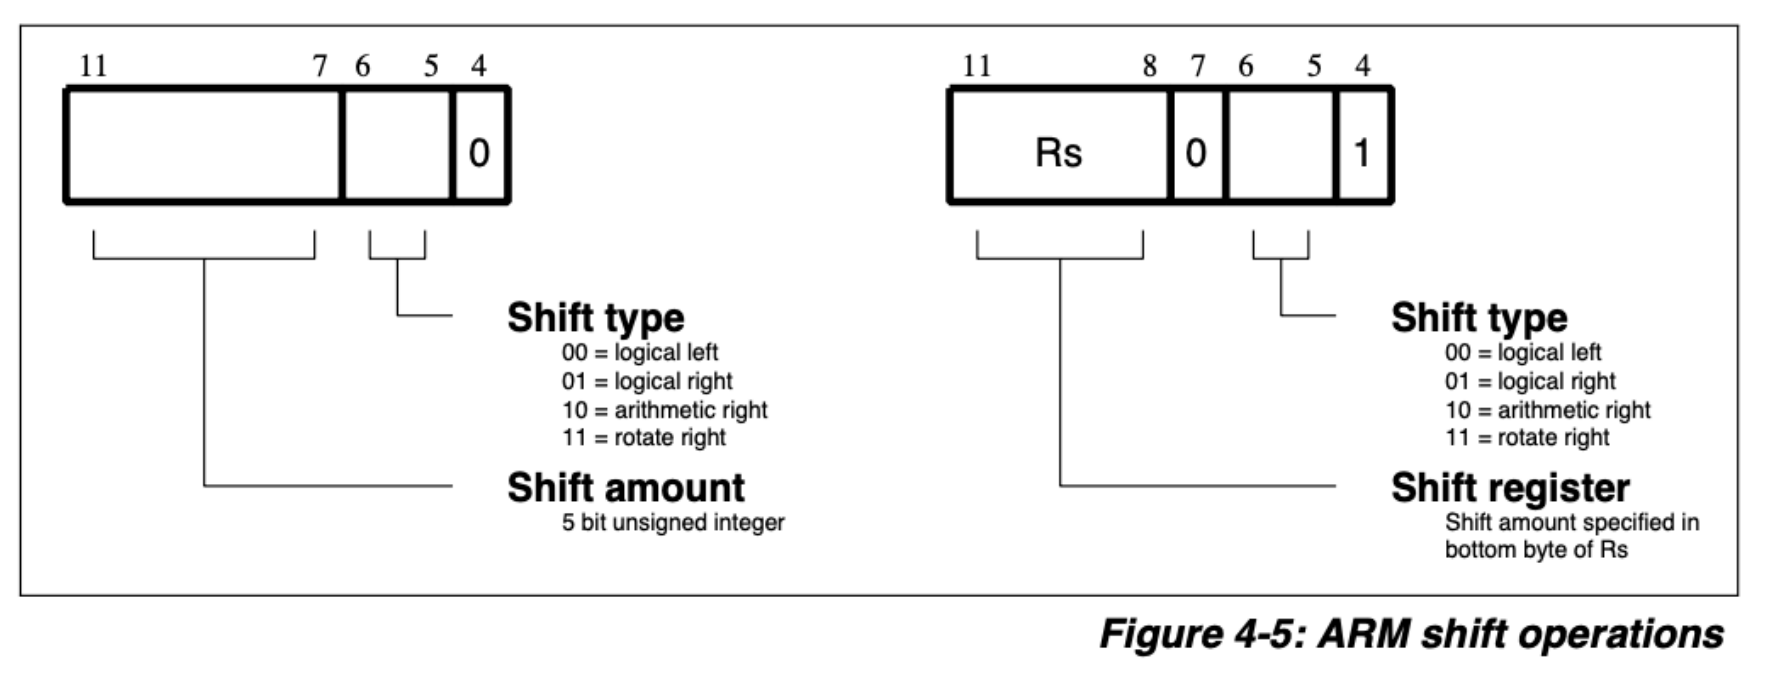 11 7 6 5 4
0
Shift type
00 = logical left
01 = logical right
10 = arithmetic right
11 = rotate right
Shift amount
5 bit unsigned integer
11 8 7 6 5 4
Rs 0 1
Shift type
00 = logical left
01 = logical right
10 = arithmetic right
11 = rotate right
Shift register
Shift amount specified in
bottom byte of Rs
Figure 4-5: ARM shift operations